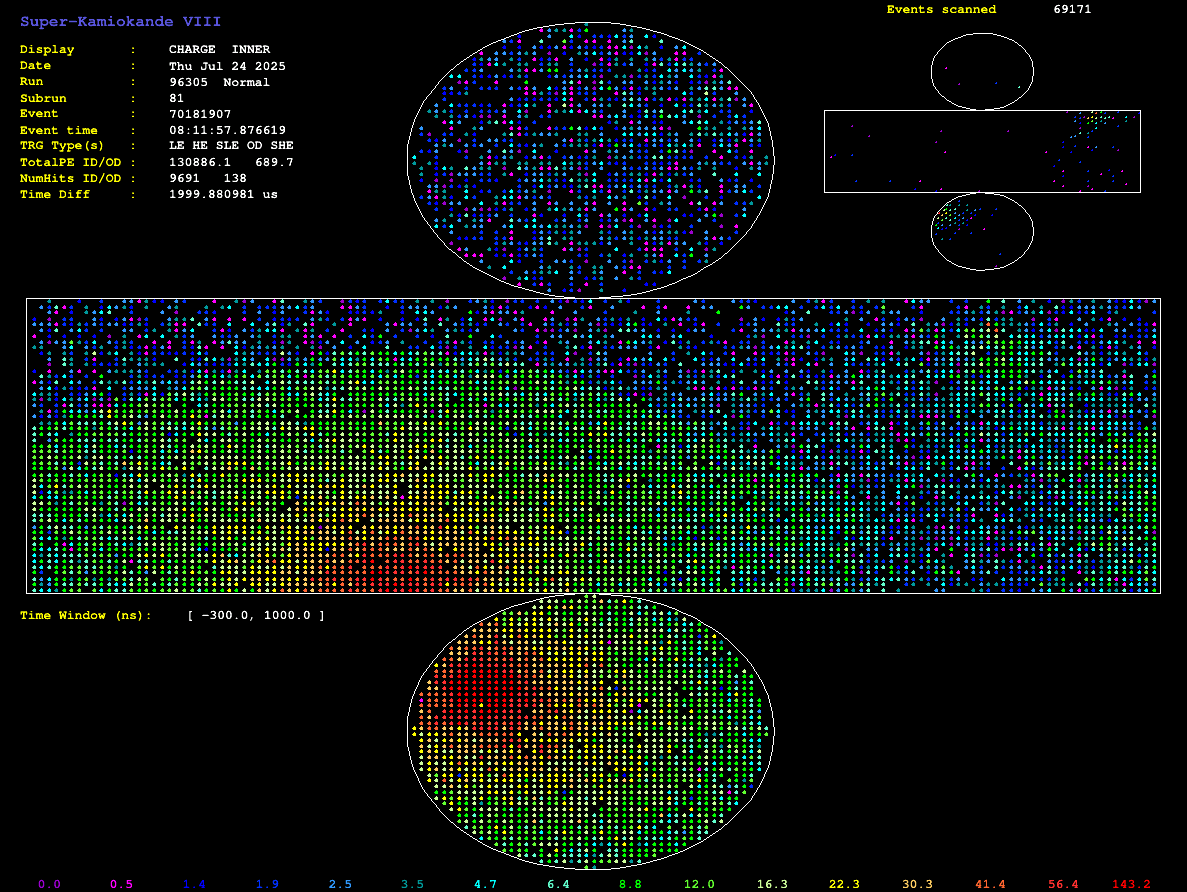 Super-Kamiokande VIII
Events scanned 69171
Display : CHARGE INNER
Date : Thu Jul 24 2025
Run : 96305 Normal
Subrun : 81
Event : 70181907
Event time : 08:11:57.876619
TRG Type(s) : LE HE SLE OD SHE
TotalPE ID/OD : 130886.1 689.7
NumHits ID/OD : 9691 138
Time Diff : 1999.880981 us
Time Window (ns): [ -300.0, 1000.0 ]
0.0 0.5 1.4 1.9 2.5 3.5 4.7 6.4 8.8 12.0 16.3 22.3 30.3 41.4 56.4 143.2